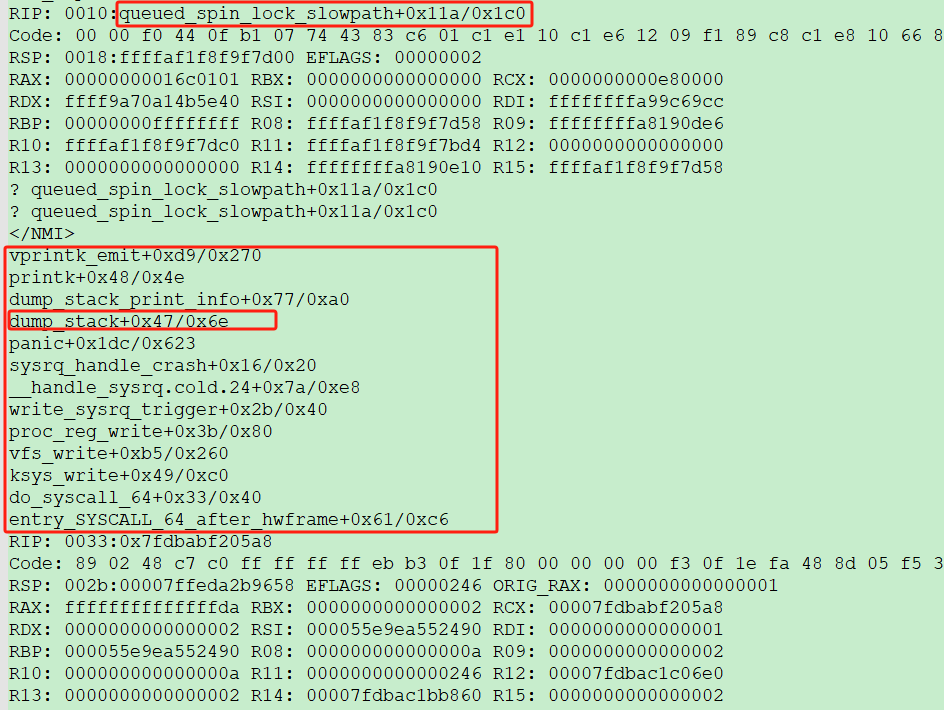 RIP: 0010:queued_spin_lock_slowpath+0x11a/0x1c0
Code: 00 00 f0 44 0f b1 07 74 43 83 c6 01 c1 e1 10 c1 e6 12 09 f1 89 c8 c1 e8 10 66 8
RSP: 0018:ffffaf1f8f9f7d00 EFLAGS: 00000002
RAX: 00000000016c0101 RBX: 0000000000000000 RCX: 0000000000e80000
RDX: ffff9a70a14b5e40 RSI: 0000000000000000 RDI: ffffffffa99c69cc
RBP: 00000000ffffffff R08: ffffaf1f8f9f7d58 R09: ffffffffa8190de6
R10: ffffaf1f8f9f7dc0 R11: ffffaf1f8f9f7bd4 R12: 0000000000000000
R13: 0000000000000000 R14: ffffffffa8190e10 R15: ffffaf1f8f9f7d58
? queued_spin_lock_slowpath+0x11a/0x1c0
? queued_spin_lock_slowpath+0x11a/0x1c0
</NMI>
vprintk_emit+0xd9/0x270
printk+0x48/0x4e
dump_stack_print_info+0x77/0xa0
dump_stack+0x47/0x6e
panic+0x1dc/0x623
sysrq_handle_crash+0x16/0x20
__handle_sysrq.cold.24+0x7a/0xe8
write_sysrq_trigger+0x2b/0x40
proc_reg_write+0x3b/0x80
vfs_write+0xb5/0x260
ksys_write+0x49/0xc0
do_syscall_64+0x33/0x40
entry_SYSCALL_64_after_hwframe+0x61/0xc6
RIP: 0033:0x7fdbabf205a8
Code: 89 02 48 c7 c0 ff ff ff ff eb b3 0f 1f 80 00 00 00 00 f3 0f 1e fa 48 8d 05 f5 3
RSP: 002b:00007ffeda2b9658 EFLAGS: 00000246 ORIG_RAX: 0000000000000001
RAX: ffffffffffffffda RBX: 0000000000000002 RCX: 00007fdbabf205a8
RDX: 0000000000000002 RSI: 000055e9ea552490 RDI: 0000000000000001
RBP: 000055e9ea552490 R08: 000000000000000a R09: 0000000000000002
R10: 000000000000000a R11: 0000000000000246 R12: 00007fdbac1c06e0
R13: 0000000000000002 R14: 00007fdbac1bb860 R15: 0000000000000002